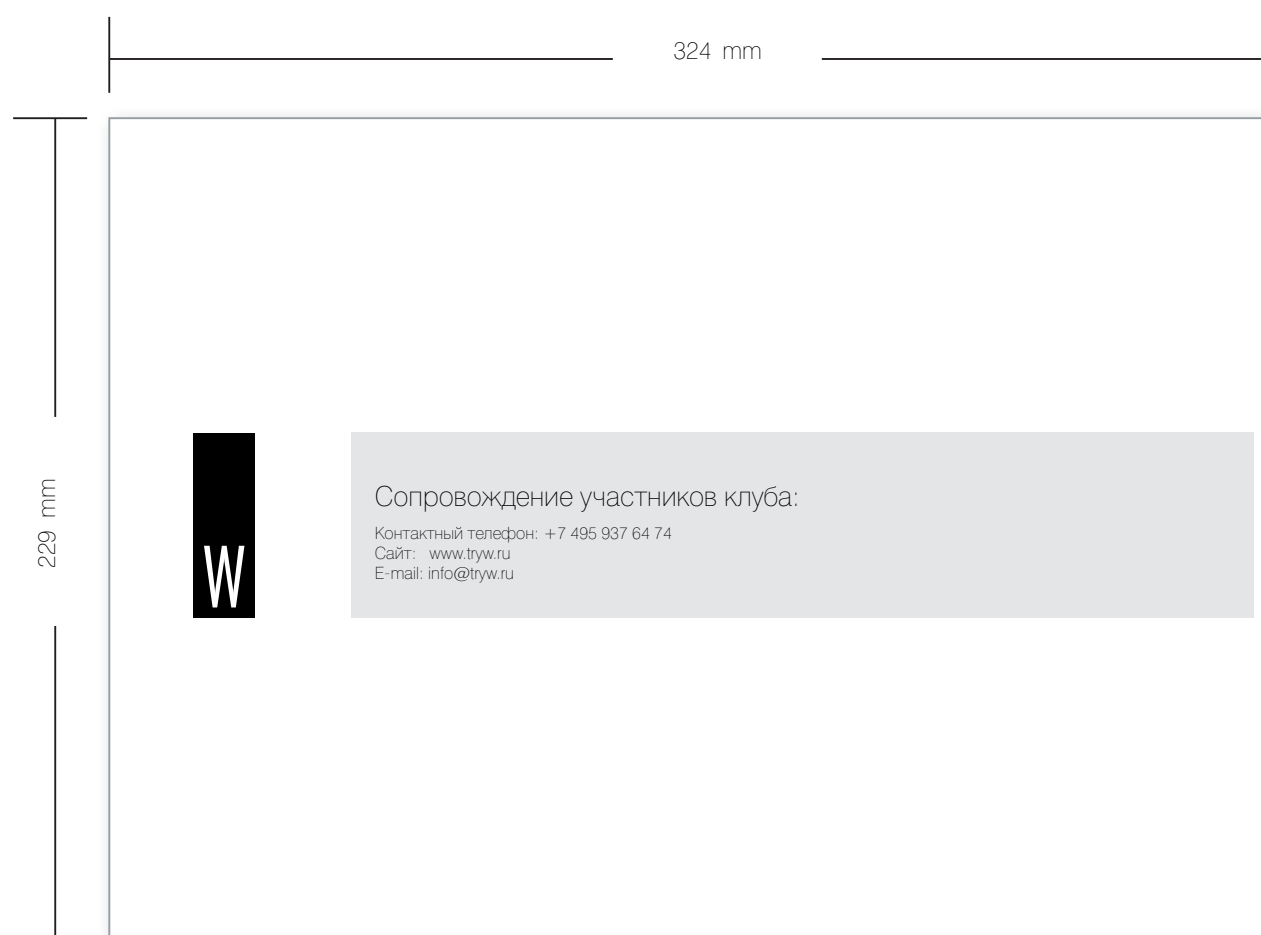 324 mm
229 mm
W
Сопровождение участников клуба:
Контактный телефон: +7 495 937 64 74
Сайт: www.tryw.ru
E-mail: info@tryw.ru